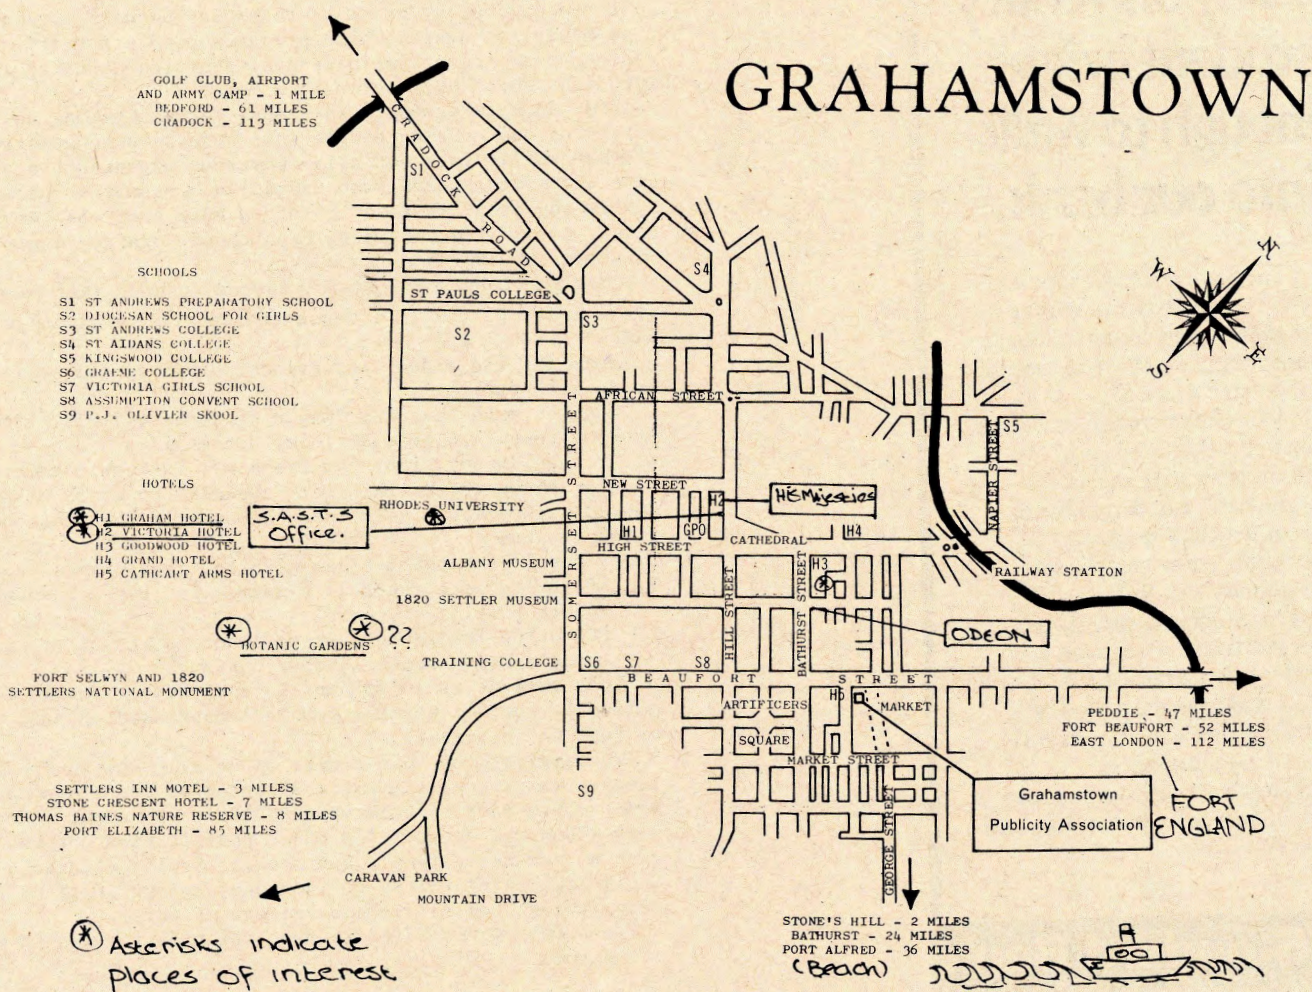 GRAHAMSTOWN
GOLF CLUB, AIRPORT
AND ARMY CAMP - 1 MILE
BEDFORD - 61 MILES
CRADOCK - 113 MILES
CRADOCK ROAD
S1
N
W
E
S
SCHOOLS
S1 ST ANDREWS PREPARATORY SCHOOL
S2 DIOCESAN SCHOOL FOR GIRLS
S3 ST ANDREWS COLLEGE
S4 ST AIDANS COLLEGE
S5 KINGSWOOD COLLEGE
S6 GRAEME COLLEGE
S7 VICTORIA GIRLS SCHOOL
S8 ASSUMPTION CONVENT SCHOOL
S9 P.J. OLIVIER SKOOL
S4
ST PAULS COLLEGE
S3
S2
AFRICAN STREET
S5
NAPIER STREET
SOMERSET STREET
HOTELS
H1 GRAHAM HOTEL
H2 VICTORIA HOTEL
H3 GOODWOOD HOTEL
H4 GRAND HOTEL
H5 CATHCART ARMS HOTEL
S.A.S.T.S
Office.
NEW STREET
RHODES UNIVERSITY
H2
His Majesties
H1
GPO
HIGH STREET
CATHEDRAL
H4
ALBANY MUSEUM
H3
RAILWAY STATION
1820 SETTLER MUSEUM
HILL STREET
BATHURST STREET
ODEON
BOTANIC GARDENS ??
TRAINING COLLEGE
S6 S7 S8
BEAUFORT STREET
FORT SELWYN AND 1820
SETTLERS NATIONAL MONUMENT
H5
ARTIFICERS
SQUARE
MARKET
MARKET STREET
PEDDIE - 47 MILES
FORT BEAUFORT - 52 MILES
EAST LONDON - 112 MILES
SETTLERS INN MOTEL - 3 MILES
STONE CRESCENT HOTEL - 7 MILES
THOMAS BAINES NATURE RESERVE - 8 MILES
PORT ELIZABETH - 85 MILES
S9
GEORGE STREET
Grahamstown
Publicity Association
FORT
ENGLAND
CARAVAN PARK
MOUNTAIN DRIVE
STONE'S HILL - 2 MILES
BATHURST - 24 MILES
PORT ALFRED - 36 MILES
(Beach)
Asterisks indicate
places of interest